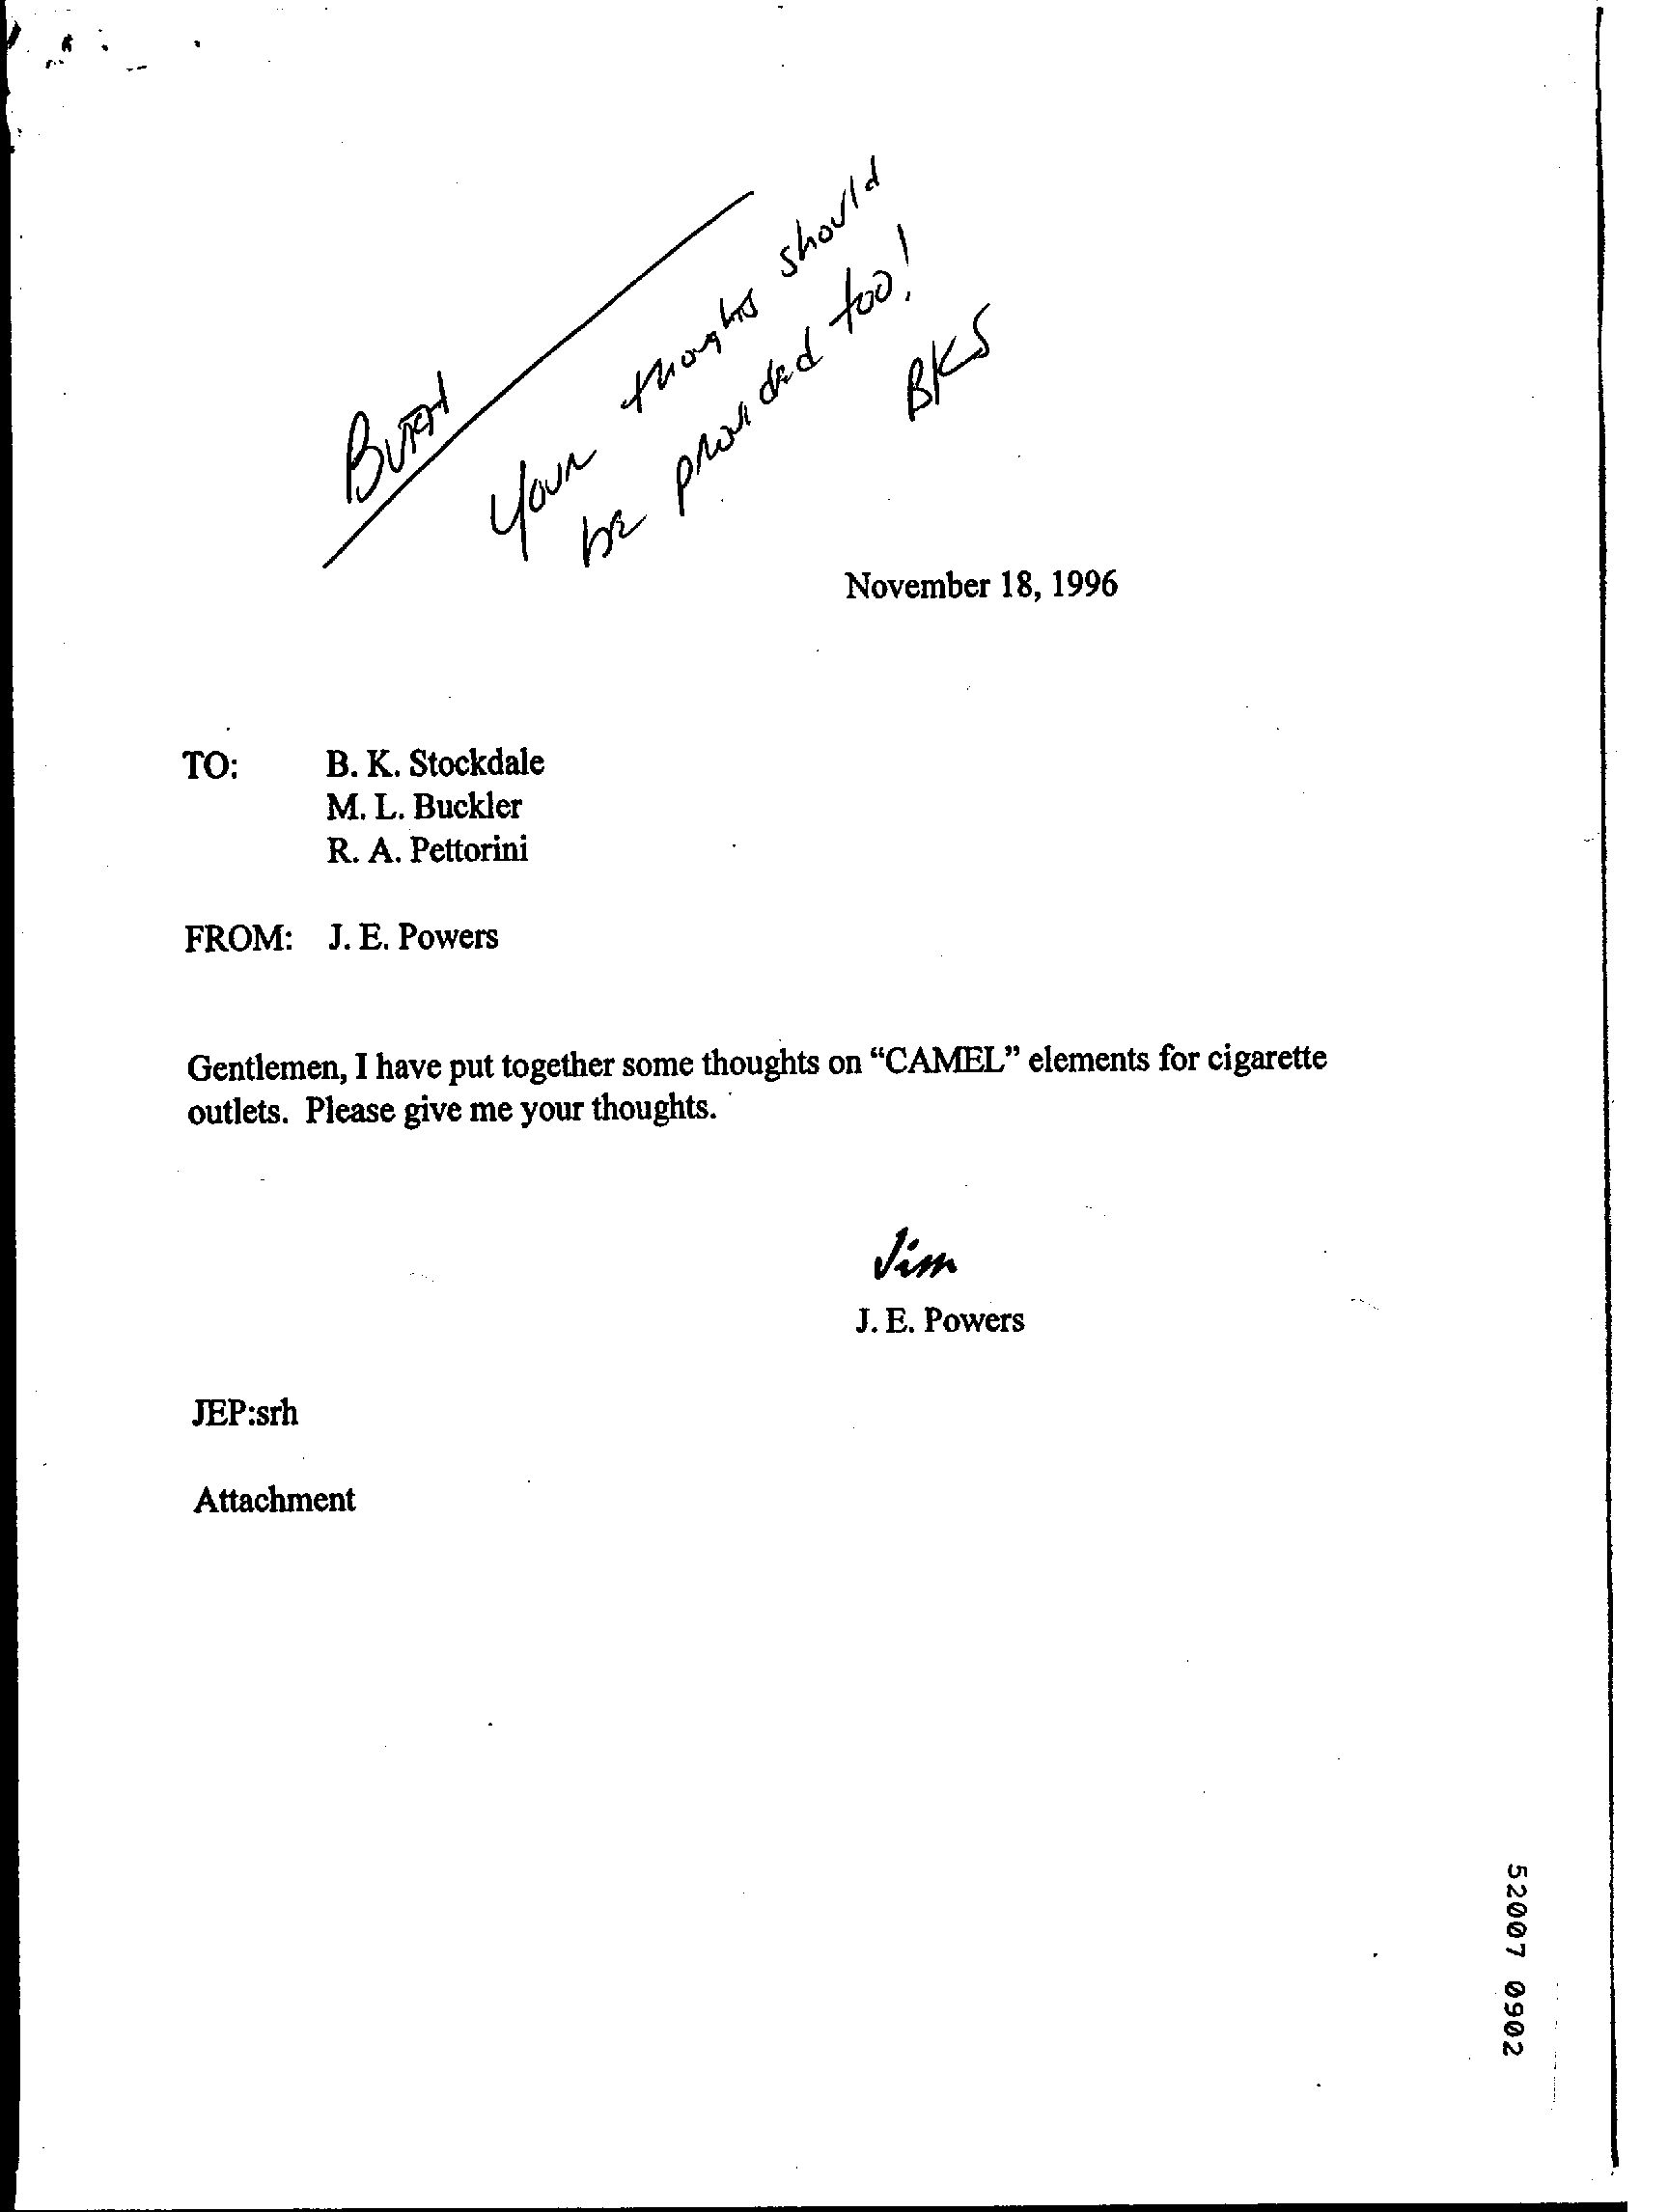 Your thoughts should
be provided too!
BKS
November 18, 1996
TO: B. K. Stockdale
M. L. Buckler
R. A. Pettorini
FROM: J. E. Powers
Gentlemen, I have put together some thoughts on “CAMEL” elements for cigarette
outlets. Please give me your thoughts.
Jim
J. E. Powers
JEP:srh
Attachment
52007 0902